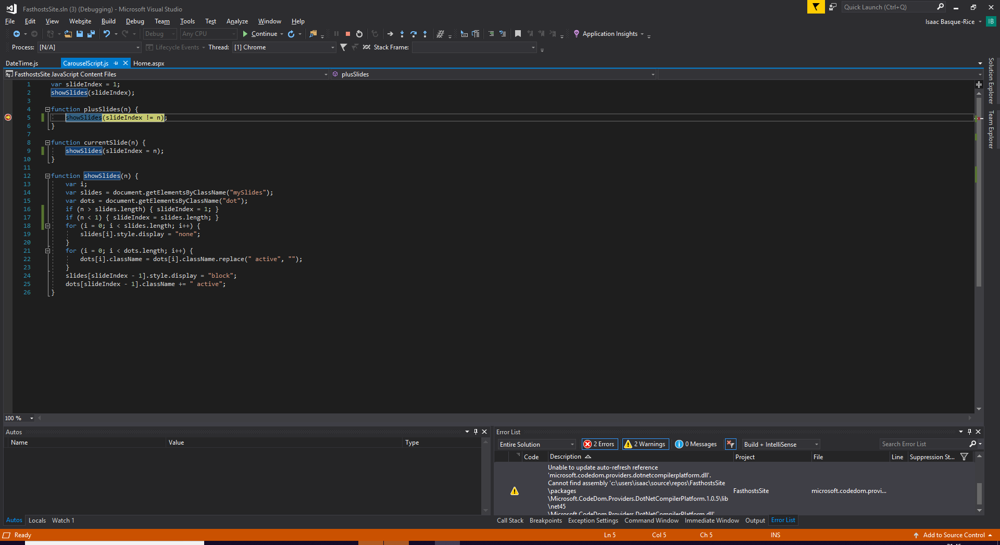 FasthostsSite.sln (3) (Debugging) - Microsoft Visual Studio
Quick Launch (Ctrl+Q)
File Edit View Website Build Debug Team Tools Test Analyze Window Help
Isaac Basque-Rice IB
Debug Any CPU Continue Application Insights
Process: [N/A] Lifecycle Events Thread: [1] Chrome Stack Frame:
DateTime.js CarouselScript.js Home.aspx
FasthostsSite JavaScript Content Files plusSlides
1 var slideIndex = 1;
2 showSlides(slideIndex);
3
4 function plusSlides(n) {
5 showSlides(slideIndex != n);
6 }
7
8 function currentSlide(n) {
9 showSlides(slideIndex = n);
10 }
11
12 function showSlides(n) {
13 var i;
14 var slides = document.getElementsByClassName("mySlides");
15 var dots = document.getElementsByClassName("dot");
16 if (n > slides.length) { slideIndex = 1; }
17 if (n < 1) { slideIndex = slides.length; }
18 for (i = 0; i < slides.length; i++) {
19 slides[i].style.display = "none";
20 }
21 for (i = 0; i < dots.length; i++) {
22 dots[i].className = dots[i].className.replace(" active", "");
23 }
24 slides[slideIndex - 1].style.display = "block";
25 dots[slideIndex - 1].className += " active";
26 }
Solution Explorer
Team Explorer
100 %
Autos
Name Value Type
Autos Locals Watch 1
Error List
Entire Solution 2 Errors 2 Warnings 0 Messages Build + IntelliSense Search Error List
Code Description Project File Line Suppression St...
Unable to update auto-refresh reference
'microsoft.codedom.providers.dotnetcompilerplatform.dll'.
Cannot find assembly 'c:\users\isaac\source\repos\FasthostsSite
\packages FasthostsSite microsoft.codedom.provi...
\Microsoft.CodeDom.Providers.DotNetCompilerPlatform.1.0.5\lib
\net45
\Microsoft.CodeDom.Providers.DotNetCompilerPlatform.dll'
Call Stack Breakpoints Exception Settings Command Window Immediate Window Output Error List
Ready Ln 5 Col 5 Ch 5 INS Add to Source Control